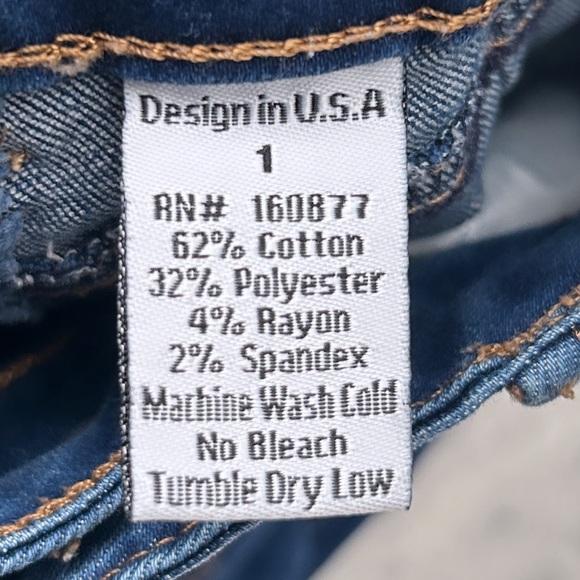 Design in U.S.A
1
RN# 160877
62% Cotton
32% Polyester
4% Rayon
2% Spandex
Machine Wash Cold
No Bleach
Tumble Dry Low